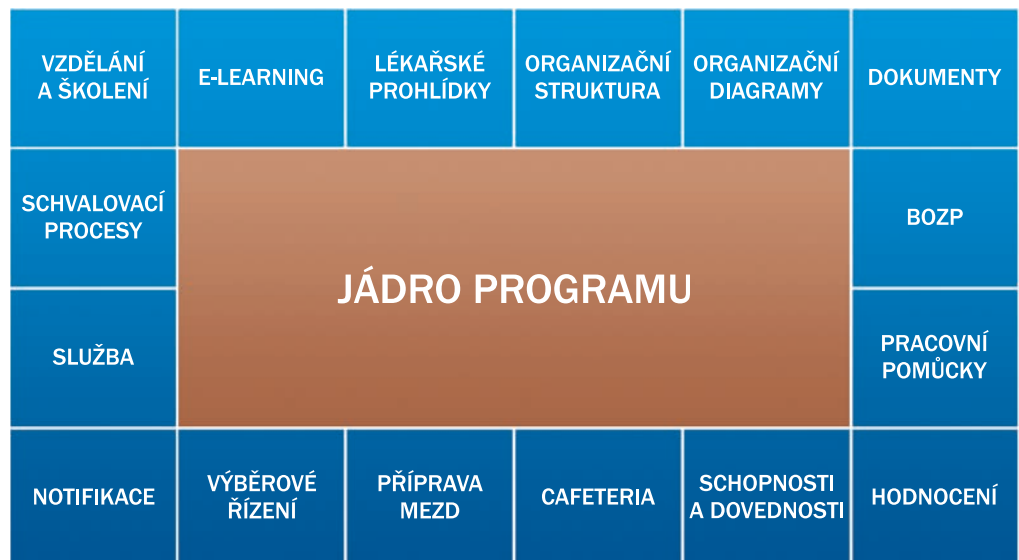 VZDĚLÁNÍ
A ŠKOLENÍ
E-LEARNING
LÉKAŘSKÉ
PROHLÍDKY
ORGANIZAČNÍ
STRUKTURA
ORGANIZAČNÍ
DIAGRAMY
DOKUMENTY
SCHVALOVACÍ
PROCESY
JÁDRO PROGRAMU
BOZP
SLUŽBA
PRACOVNÍ
POMŮCKY
NOTIFIKACE
VÝBĚROVÉ
ŘÍZENÍ
PŘÍPRAVA
MEZD
CAFETERIA
SCHOPNOSTI
A DOVEDNOSTI
HODNOCENÍ